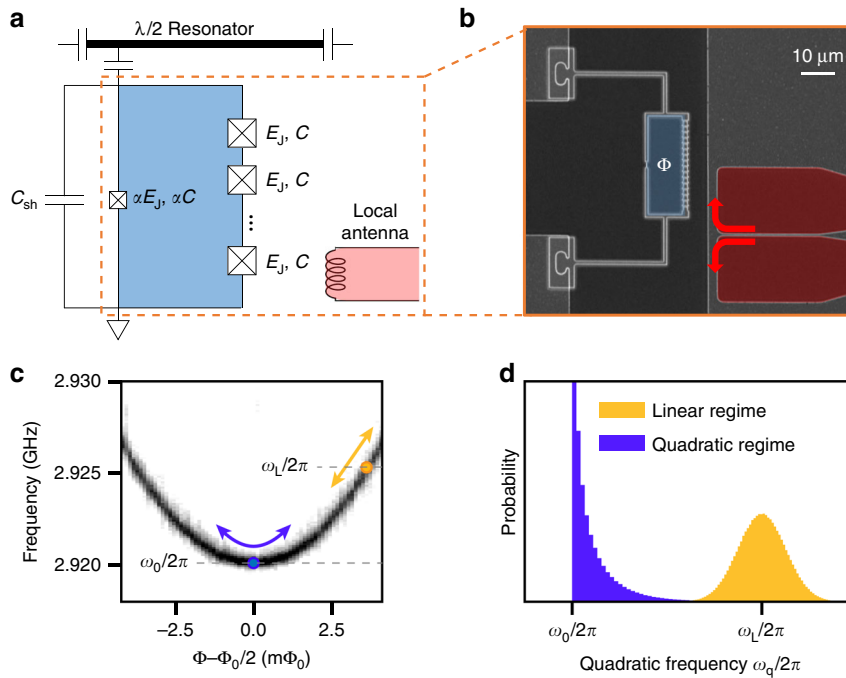 a
λ/2 Resonator
C_sh
αE_J, αC
E_J, C
E_J, C
...
E_J, C
Local
antenna
b
10 μm
Φ
c
Frequency (GHz)
2.930
2.925
2.920
ω_L/2π
ω_0/2π
−2.5
0.0
2.5
Φ–Φ_0/2 (mΦ_0)
d
Probability
Linear regime
Quadratic regime
ω_0/2π
ω_L/2π
Quadratic frequency ω_q/2π